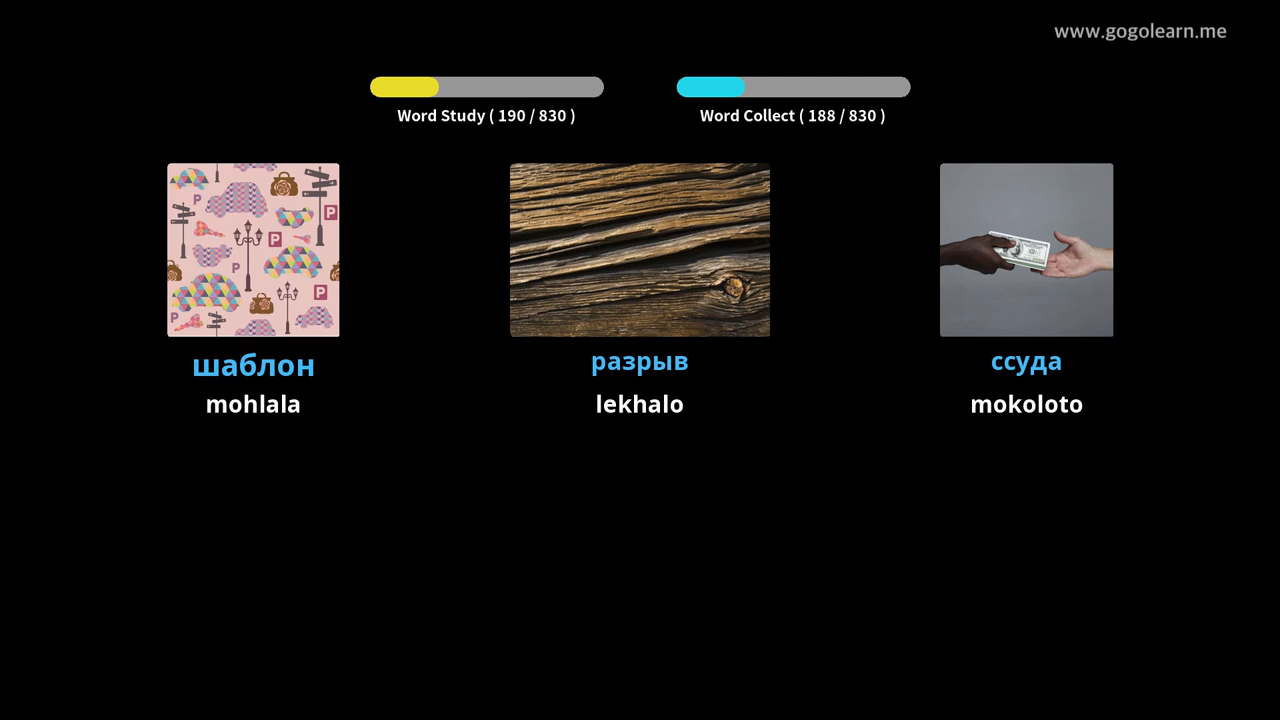 www.gogolearn.me
Word Study ( 190 / 830 )
Word Collect ( 188 / 830 )
P
P
P
P
P
P
шаблон
разрыв
ссуда
mohlala
lekhalo
mokoloto